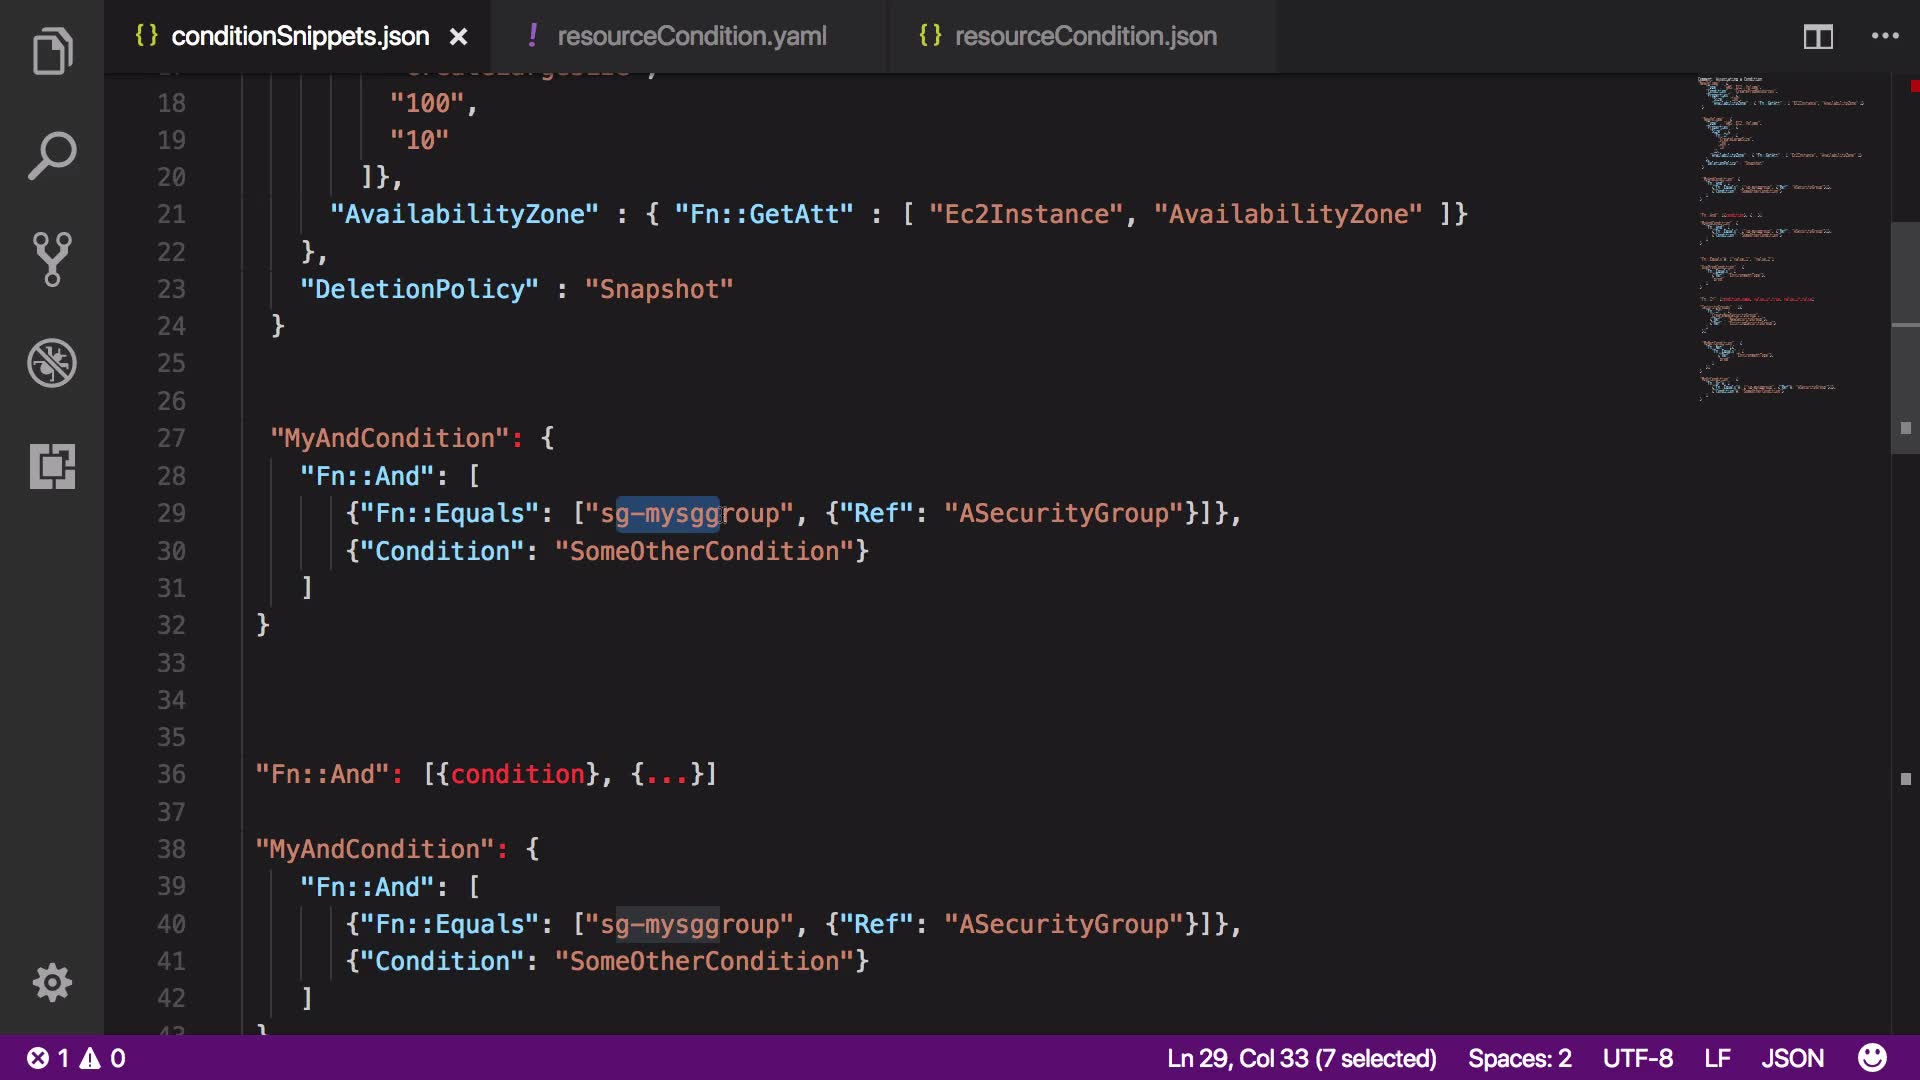 {} conditionSnippets.json ×
! resourceCondition.yaml
{} resourceCondition.json
18 "100",
19 "10"
20 ]},
21 "AvailabilityZone" : { "Fn::GetAtt" : [ "Ec2Instance", "AvailabilityZone" ]}
22 },
23 "DeletionPolicy" : "Snapshot"
24 }
25
26
27 "MyAndCondition": {
28 "Fn::And": [
29 {"Fn::Equals": ["sg-mysggroup", {"Ref": "ASecurityGroup"}]},
30 {"Condition": "SomeOtherCondition"}
31 ]
32 }
33
34
35
36 "Fn::And": [{condition}, {...}]
37
38 "MyAndCondition": {
39 "Fn::And": [
40 {"Fn::Equals": ["sg-mysggroup", {"Ref": "ASecurityGroup"}]},
41 {"Condition": "SomeOtherCondition"}
42 ]
43 }
1 0 Ln 29, Col 33 (7 selected) Spaces: 2 UTF-8 LF JSON